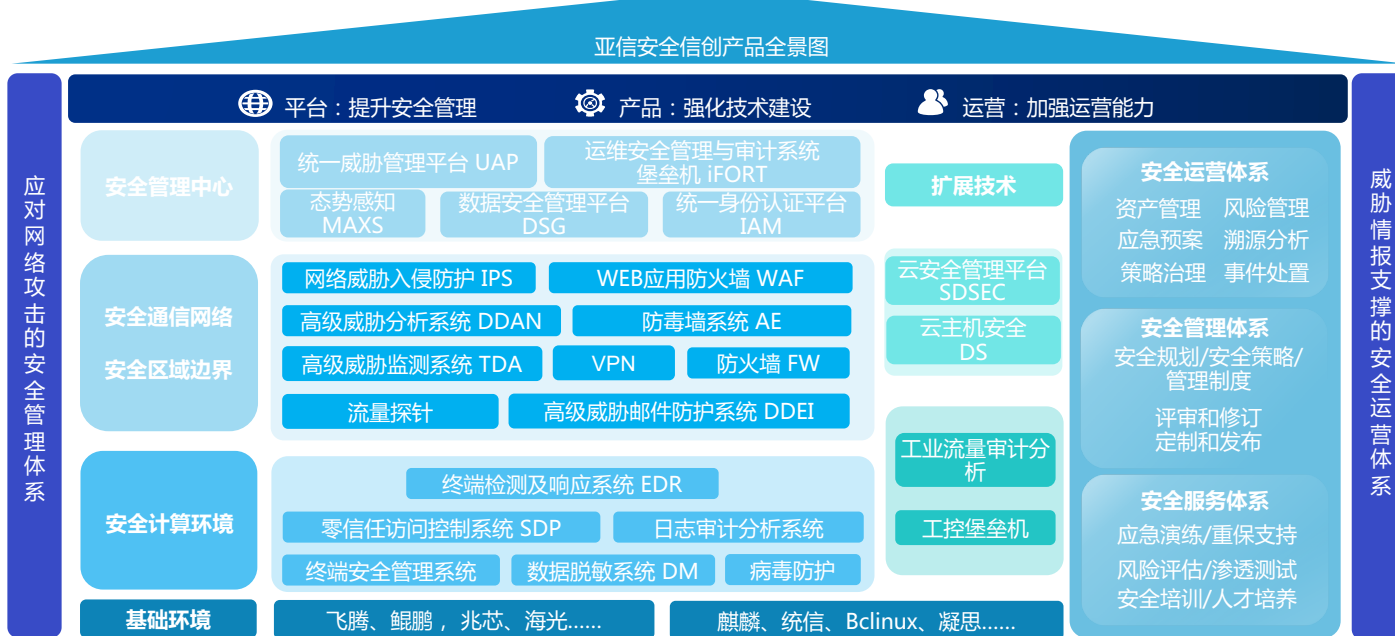 亚信安全信创产品全景图
平台：提升安全管理
产品：强化技术建设
运营：加强运营能力
应对网络攻击的安全管理体系
安全管理中心
统一威胁管理平台 UAP
运维安全管理与审计系统
堡垒机 iFORT
态势感知
MAXS
数据安全管理平台
DSG
统一身份认证平台
IAM
安全通信网络
安全区域边界
网络威胁入侵防护 IPS
WEB应用防火墙 WAF
高级威胁分析系统 DDAN
防毒墙系统 AE
高级威胁监测系统 TDA
VPN
防火墙 FW
流量探针
高级威胁邮件防护系统 DDEI
安全计算环境
终端检测及响应系统 EDR
零信任访问控制系统 SDP
日志审计分析系统
终端安全管理系统
数据脱敏系统 DM
病毒防护
基础环境
飞腾、鲲鹏 ，兆芯、海光......
麒麟、统信、Bclinux、凝思......
扩展技术
云安全管理平台
SDSEC
云主机安全
DS
工业流量审计分
析
工控堡垒机
安全运营体系
资产管理 风险管理
应急预案 溯源分析
策略治理 事件处置
安全管理体系
安全规划/安全策略/
管理制度
评审和修订
定制和发布
安全服务体系
应急演练/重保支持
风险评估/渗透测试
安全培训/人才培养
威胁情报支撑的安全运营体系